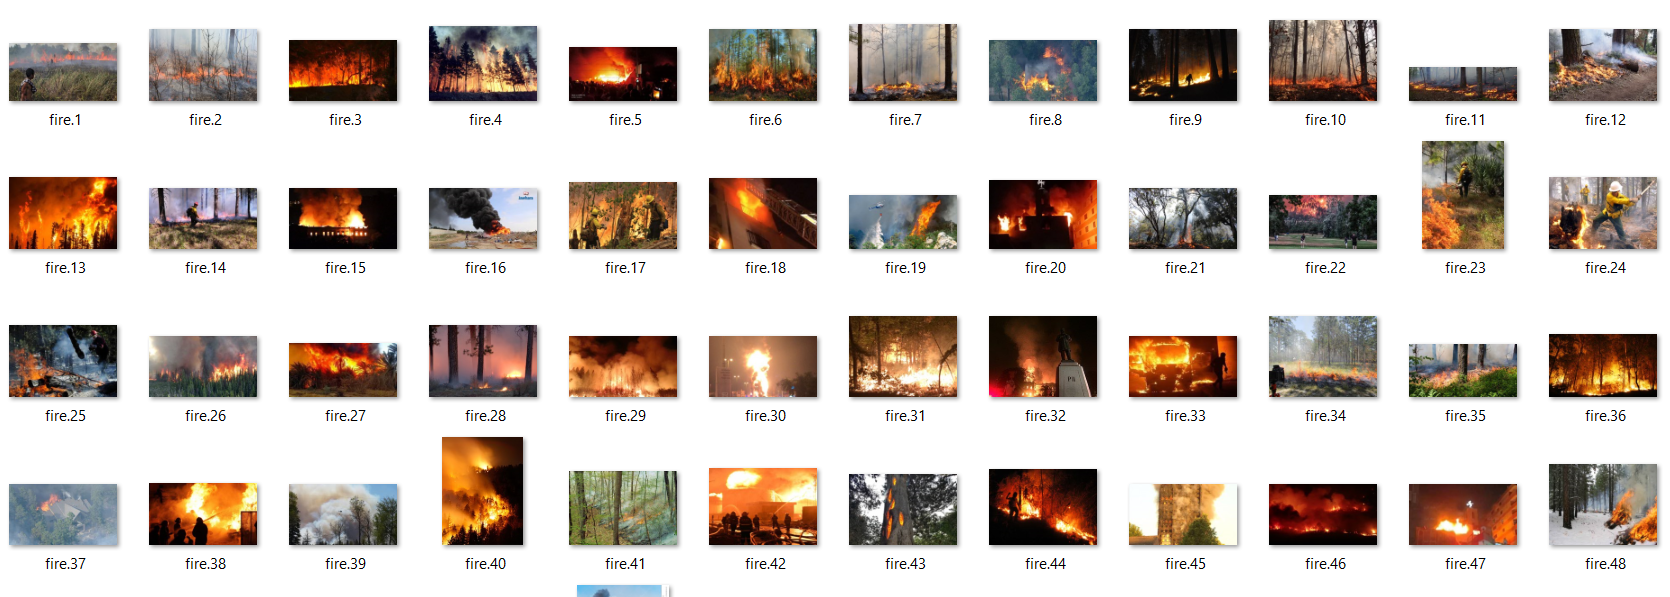 fire.1 fire.2 fire.3 fire.4 fire.5 fire.6 fire.7 fire.8 fire.9 fire.10 fire.11 fire.12
fire.13 fire.14 fire.15 fire.16 fire.17 fire.18 fire.19 fire.20 fire.21 fire.22 fire.23 fire.24
fire.25 fire.26 fire.27 fire.28 fire.29 fire.30 fire.31 fire.32 fire.33 fire.34 fire.35 fire.36
fire.37 fire.38 fire.39 fire.40 fire.41 fire.42 fire.43 fire.44 fire.45 fire.46 fire.47 fire.48